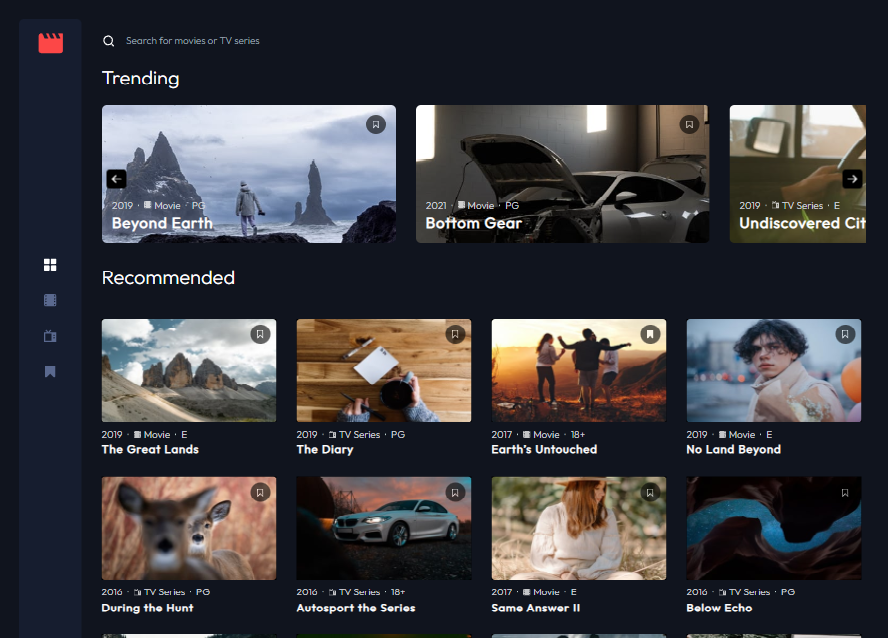 Search for movies or TV series
Trending
2019 · Movie · PG
Beyond Earth
2021 · Movie · PG
Bottom Gear
2019 · TV Series · E
Undiscovered Cit
Recommended
2019 · Movie · E
The Great Lands
2019 · TV Series · PG
The Diary
2017 · Movie · 18+
Earth's Untouched
2019 · Movie · E
No Land Beyond
2016 · TV Series · PG
During the Hunt
2016 · TV Series · 18+
Autosport the Series
2017 · Movie · E
Same Answer II
2016 · TV Series · PG
Below Echo